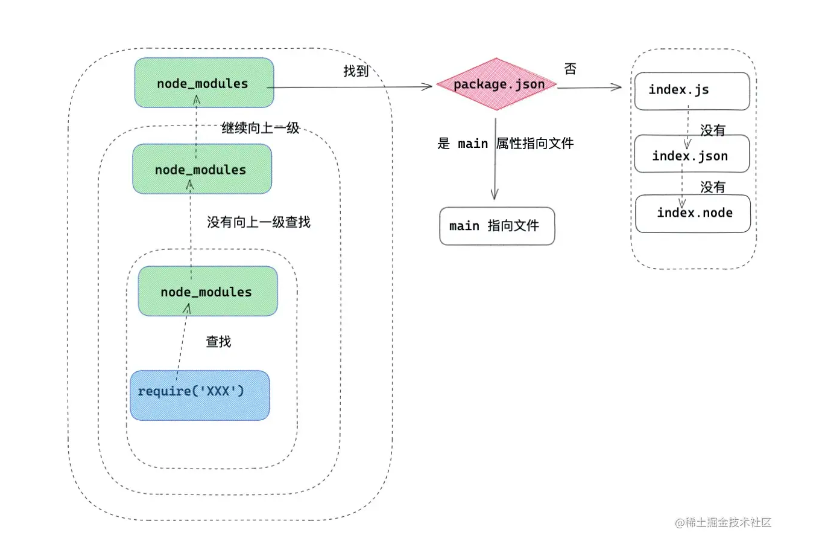 node_modules
找到
package.json
否
index.js
继续向上一级
没有
是 main 属性指向文件
index.json
node_modules
没有
没有向上一级查找
main 指向文件
index.node
node_modules
查找
require('XXX')
@稀土掘金技术社区